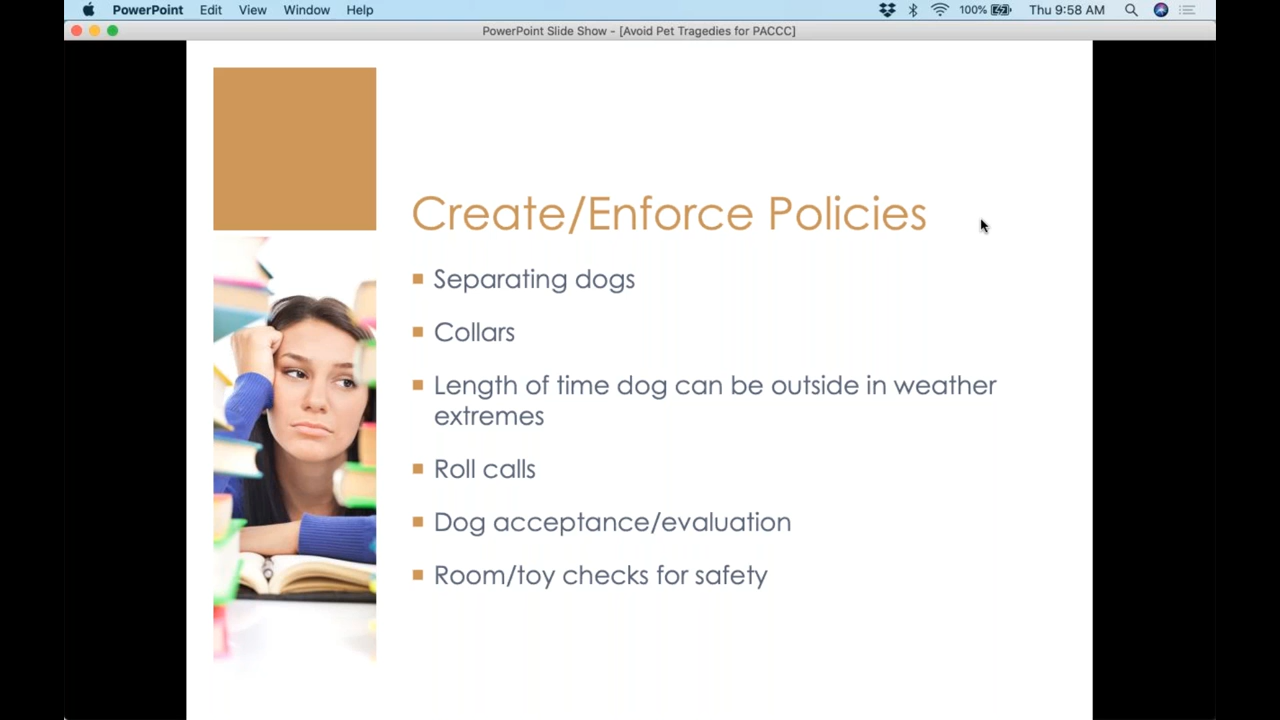 PowerPoint Edit View Window Help 100% Thu 9:58 AM
PowerPoint Slide Show - [Avoid Pet Tragedies for PACCC]
Create/Enforce Policies
Separating dogs
Collars
Length of time dog can be outside in weather
extremes
Roll calls
Dog acceptance/evaluation
Room/toy checks for safety